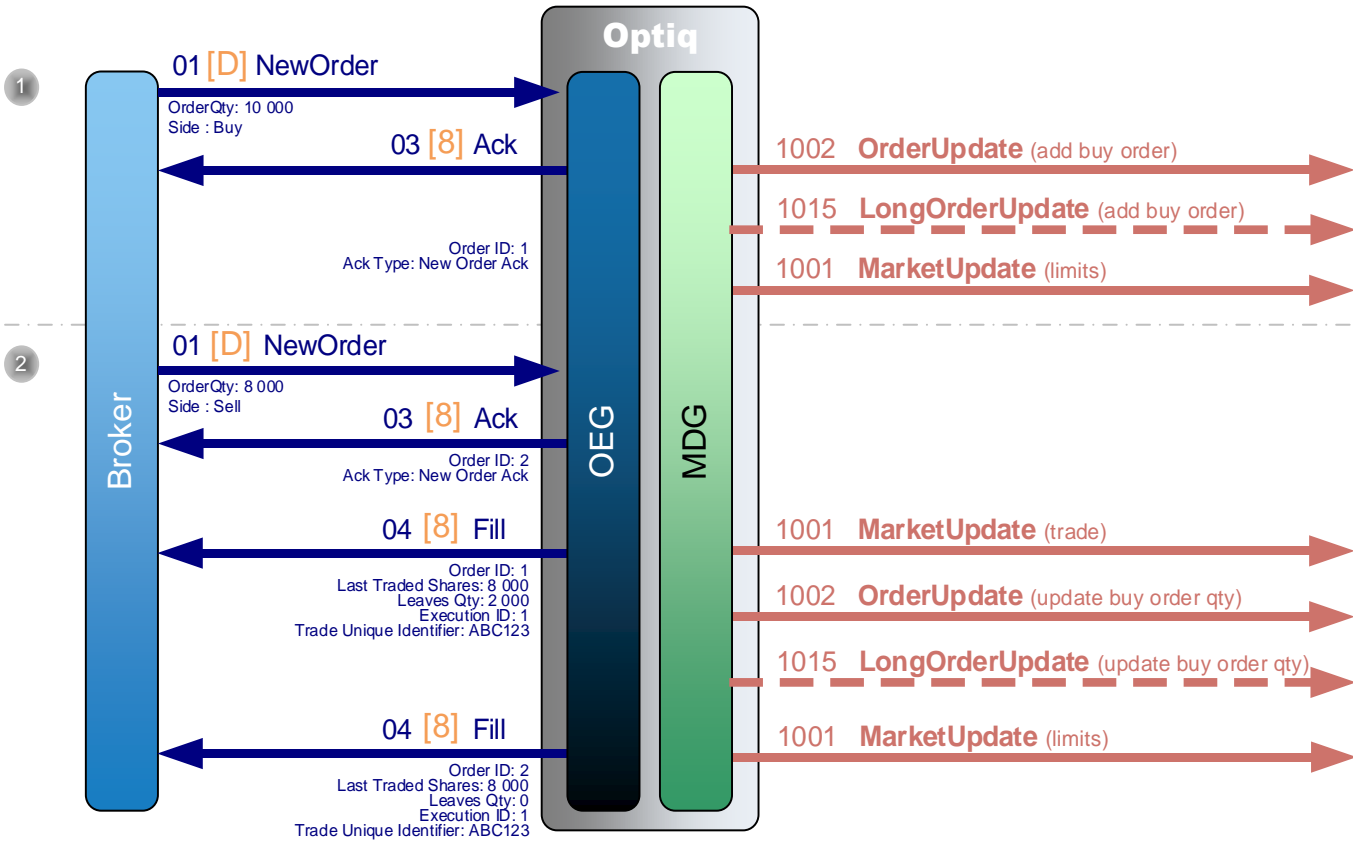 Optiq
1
01 [D] NewOrder
OrderQty: 10 000
Side : Buy
03 [8] Ack
Order ID: 1
Ack Type: New Order Ack
1002 OrderUpdate (add buy order)
1015 LongOrderUpdate (add buy order)
1001 MarketUpdate (limits)
2
01 [D] NewOrder
OrderQty: 8 000
Side : Sell
Broker
OEG
MDG
03 [8] Ack
Order ID: 2
Ack Type: New Order Ack
04 [8] Fill
Order ID: 1
Last Traded Shares: 8 000
Leaves Qty: 2 000
Execution ID: 1
Trade Unique Identifier: ABC123
1001 MarketUpdate (trade)
1002 OrderUpdate (update buy order qty)
1015 LongOrderUpdate (update buy order qty)
04 [8] Fill
Order ID: 2
Last Traded Shares: 8 000
Leaves Qty: 0
Execution ID: 1
Trade Unique Identifier: ABC123
1001 MarketUpdate (limits)